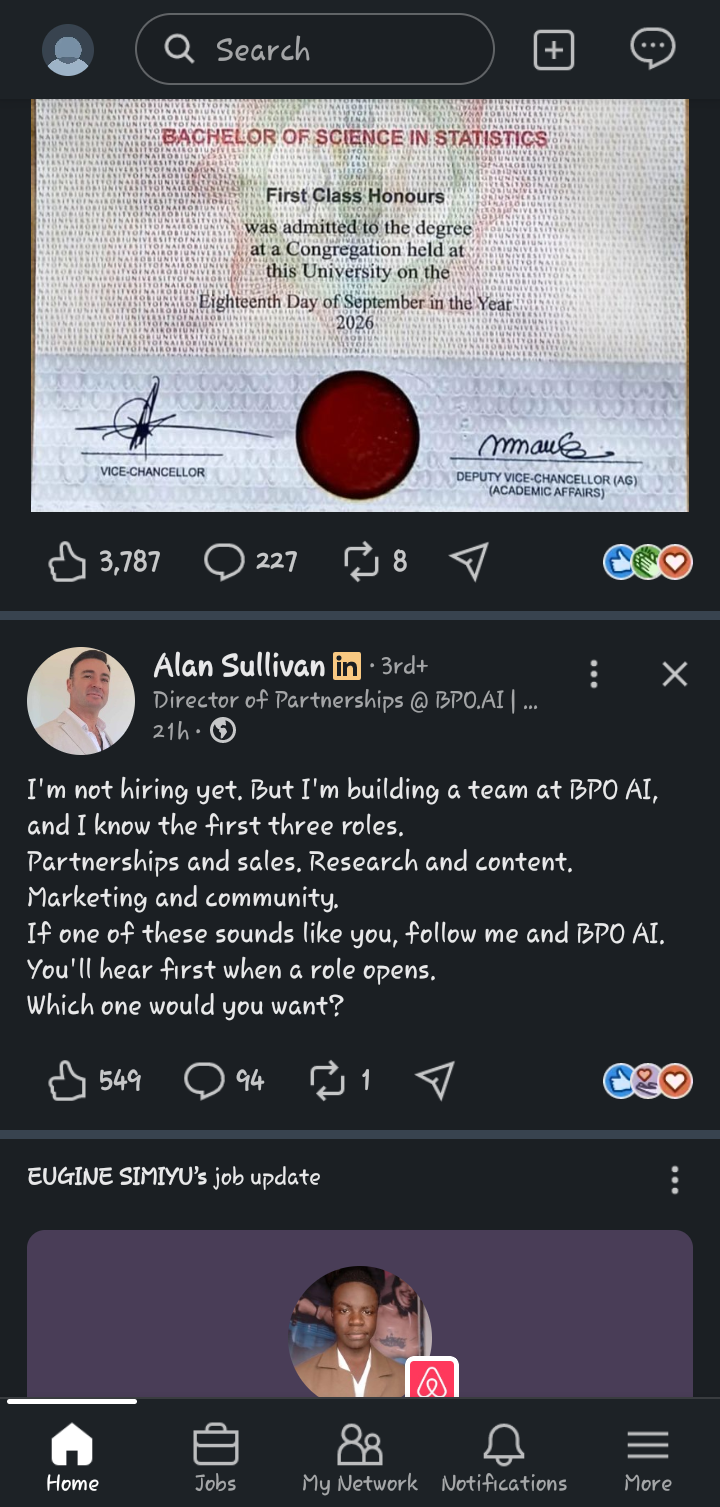 Search
BACHELOR OF SCIENCE IN STATISTICS
First Class Honours
was admitted to the degree
at a Congregation held at
this University on the
Eighteenth Day of September in the Year
2026
VICE-CHANCELLOR
DEPUTY VICE-CHANCELLOR (AG)
(ACADEMIC AFFAIRS)
3,787 227 8
Alan Sullivan in · 3rd+
Director of Partnerships @ BPO.AI | ...
21h ·
I'm not hiring yet. But I'm building a team at BPO AI,
and I know the first three roles.
Partnerships and sales. Research and content.
Marketing and community.
If one of these sounds like you, follow me and BPO AI.
You'll hear first when a role opens.
Which one would you want?
549 94 1
EUGINE SIMIYU's job update
Home Jobs My Network Notifications More